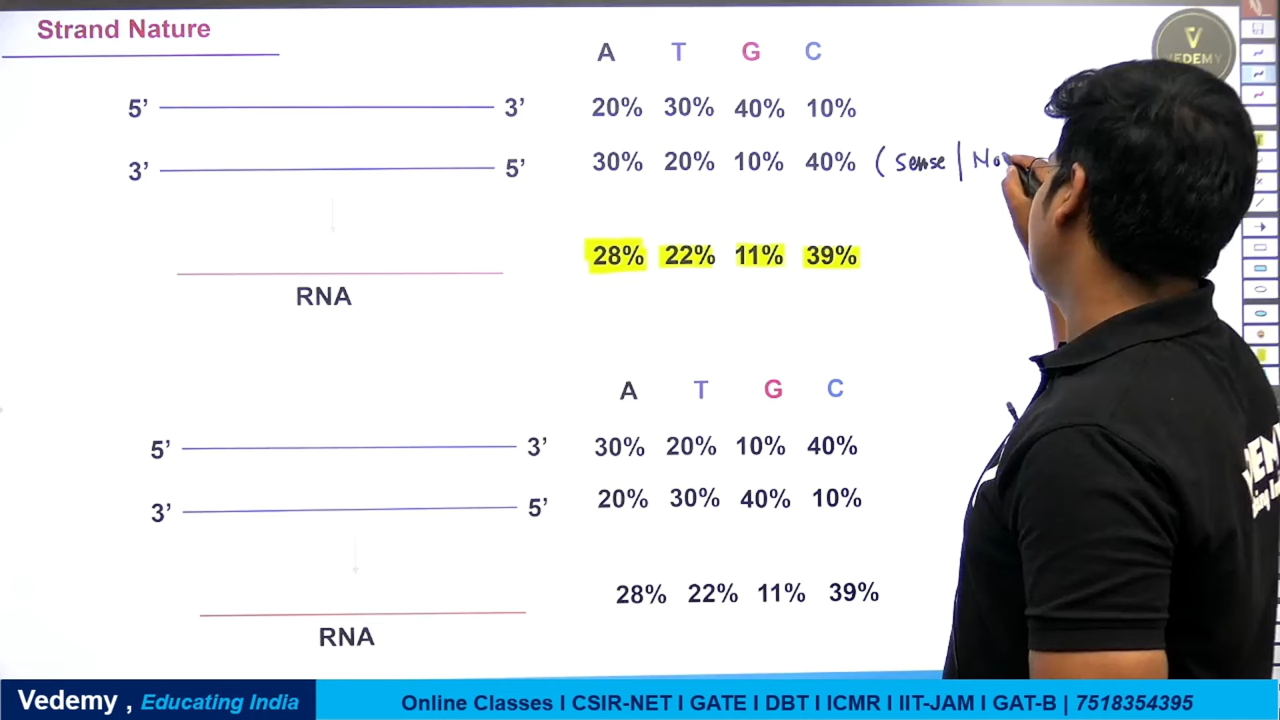 Strand Nature
VEDEMY
A T G C
5’ 3’ 20% 30% 40% 10%
3’ 5’ 30% 20% 10% 40% ( Sense | No
28% 22% 11% 39%
RNA
A T G C
5’ 3’ 30% 20% 10% 40%
3’ 5’ 20% 30% 40% 10%
28% 22% 11% 39%
RNA
Vedemy , Educating India
Online Classes I CSIR-NET I GATE I DBT I ICMR I IIT-JAM I GAT-B | 7518354395